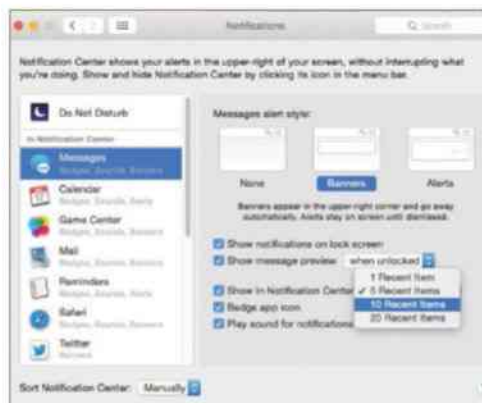 Notifications
Search
Notification Center shows your alerts in the upper-right of your screen, without interrupting what
you're doing. Show and hide Notification Center by clicking its icon in the menu bar.
Do Not Disturb
In Notification Center
Messages
Badges, Sounds, Banners
Calendar
Badges, Sounds, Alerts
Game Center
Badges, Sounds, Banners
Mail
Badges, Sounds, Banners
Reminders
Badges, Sounds, Alerts
Safari
Badges, Sounds, Banners
Twitter
Banners
Sort Notification Center: Manually
Messages alert style:
None
Banners
Alerts
Banners appear in the upper-right corner and go away
automatically. Alerts stay on screen until dismissed.
Show notifications on lock screen
Show message preview when unlocked
Show in Notification Center
Badge app icon
Play sound for notifications
1 Recent Item
✓ 5 Recent Items
10 Recent Items
20 Recent Items